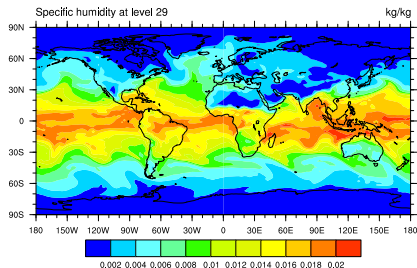 Specific humidity at level 29 kg/kg
90N
60N
30N
0
30S
60S
90S
180 150W 120W 90W 60W 30W 0 30E 60E 90E 120E 150E 180
0.002 0.004 0.006 0.008 0.01 0.012 0.014 0.016 0.018 0.02